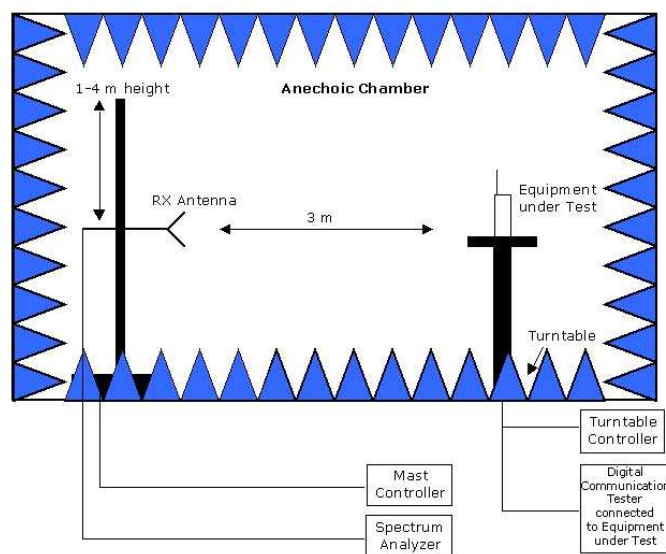 1-4 m height
Anechoic Chamber
RX Antenna
3 m
Equipment
under Test
Turntable
Turntable
Controller
Mast
Controller
Digital
Communication
Tester
connected
to Equipment
under Test
Spectrum
Analyzer